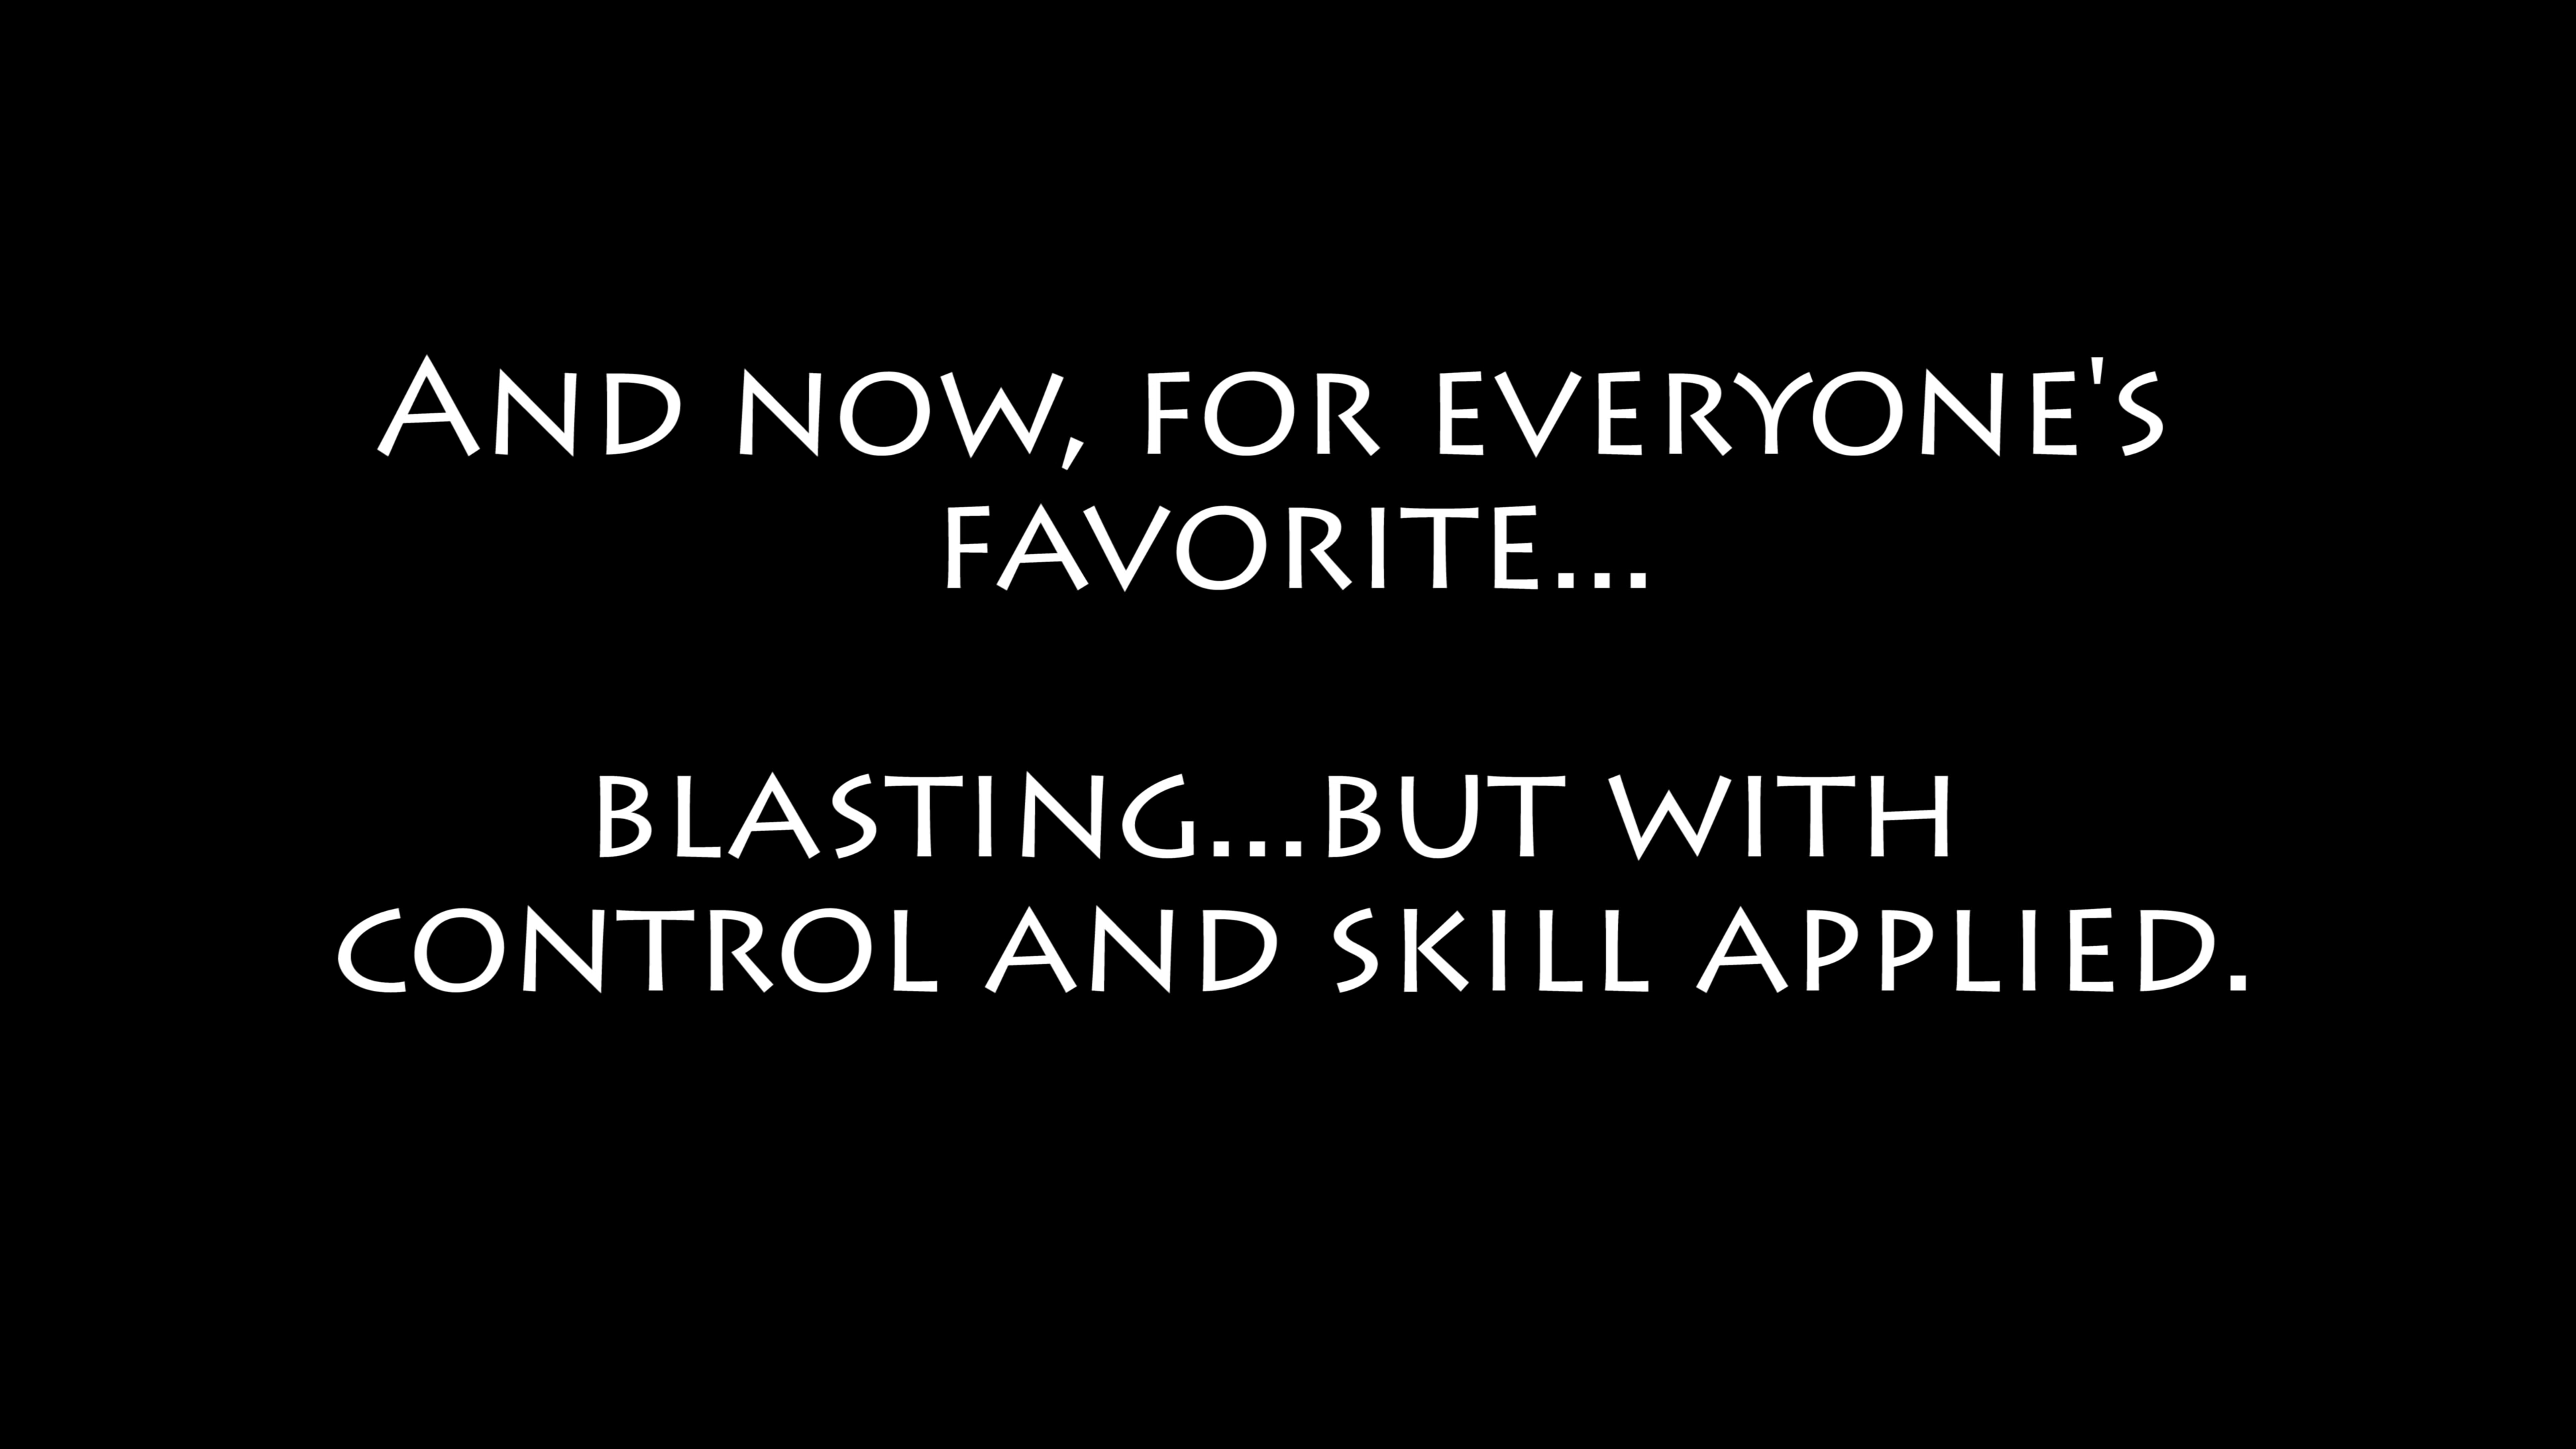 And now, for everyone's
favorite...
blasting...but with
control and skill applied.